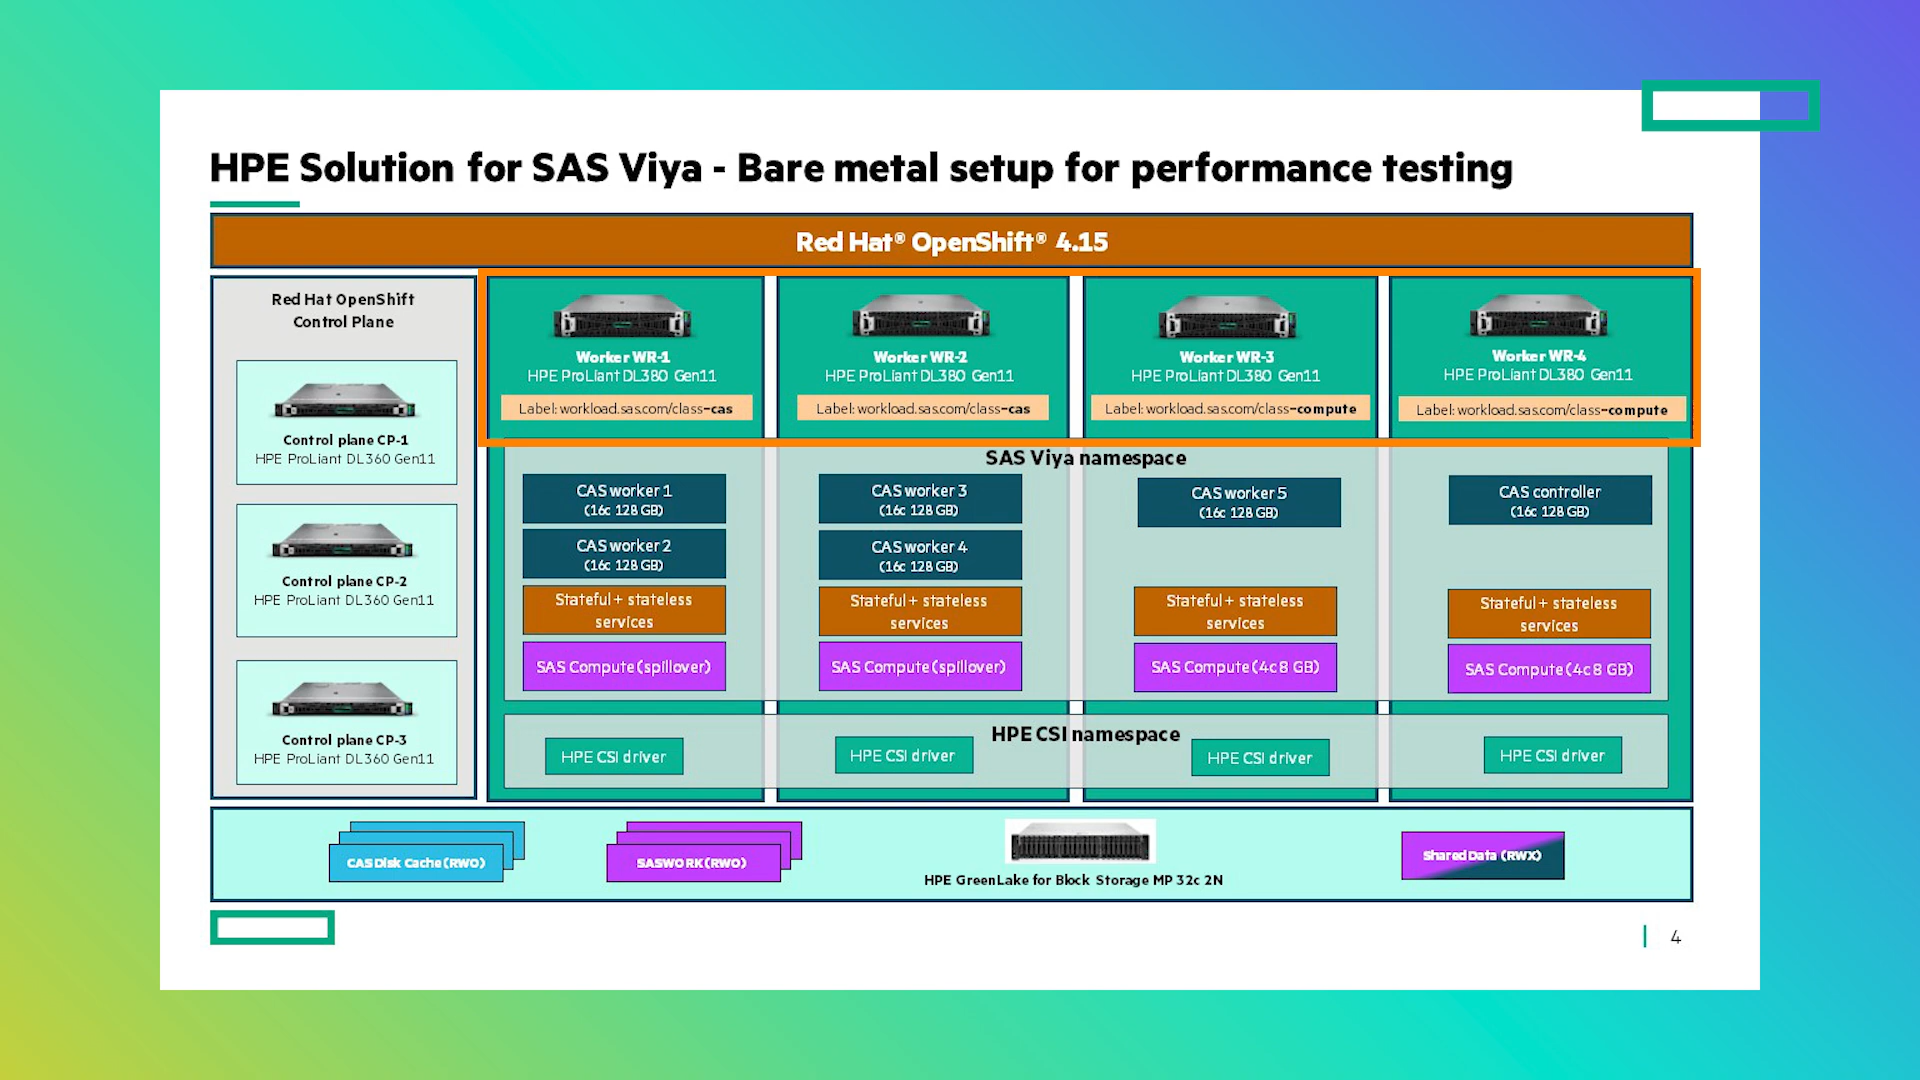 HPE Solution for SAS Viya - Bare metal setup for performance testing
Red Hat® OpenShift® 4.15
Red Hat OpenShift
Control Plane
Control plane CP-1
HPE ProLiant DL360 Gen11
Control plane CP-2
HPE ProLiant DL360 Gen11
Control plane CP-3
HPE ProLiant DL360 Gen11
Worker WR-1
HPE ProLiant DL380 Gen11
Label: workload.sas.com/class-cas
Worker WR-2
HPE ProLiant DL380 Gen11
Label: workload.sas.com/class-cas
Worker WR-3
HPE ProLiant DL380 Gen11
Label: workload.sas.com/class-compute
Worker WR-4
HPE ProLiant DL380 Gen11
Label: workload.sas.com/class-compute
SAS Viya namespace
CAS worker 1
(16c 128 GB)
CAS worker 2
(16c 128 GB)
Stateful + stateless
services
SAS Compute (spillover)
CAS worker 3
(16c 128 GB)
CAS worker 4
(16c 128 GB)
Stateful + stateless
services
SAS Compute (spillover)
CAS worker 5
(16c 128 GB)
Stateful + stateless
services
SAS Compute (4c 8 GB)
CAS controller
(16c 128 GB)
Stateful + stateless
services
SAS Compute (4c 8 GB)
HPE CSI namespace
HPE CSI driver
HPE CSI driver
HPE CSI driver
HPE CSI driver
CAS Disk Cache (RWO)
SASWORK (RWO)
HPE GreenLake for Block Storage MP 32c 2N
Shared Data (RWX)
4